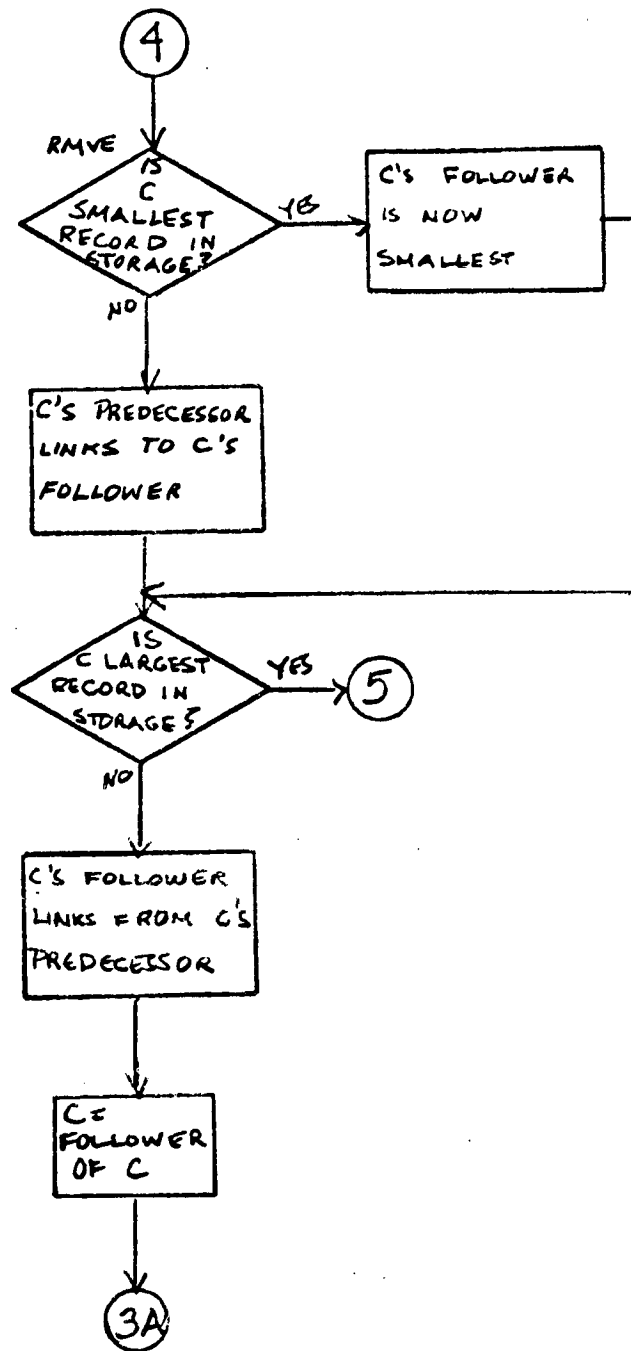 4
RMVE
IS
C
SMALLEST
RECORD IN
STORAGE?
YES
C'S FOLLOWER
IS NOW
SMALLEST
NO
C'S PREDECESSOR
LINKS TO C'S
FOLLOWER
IS
C LARGEST
RECORD IN
STORAGE?
YES
5
NO
C'S FOLLOWER
LINKS FROM C'S
PREDECESSOR
C=
FOLLOWER
OF C
3A